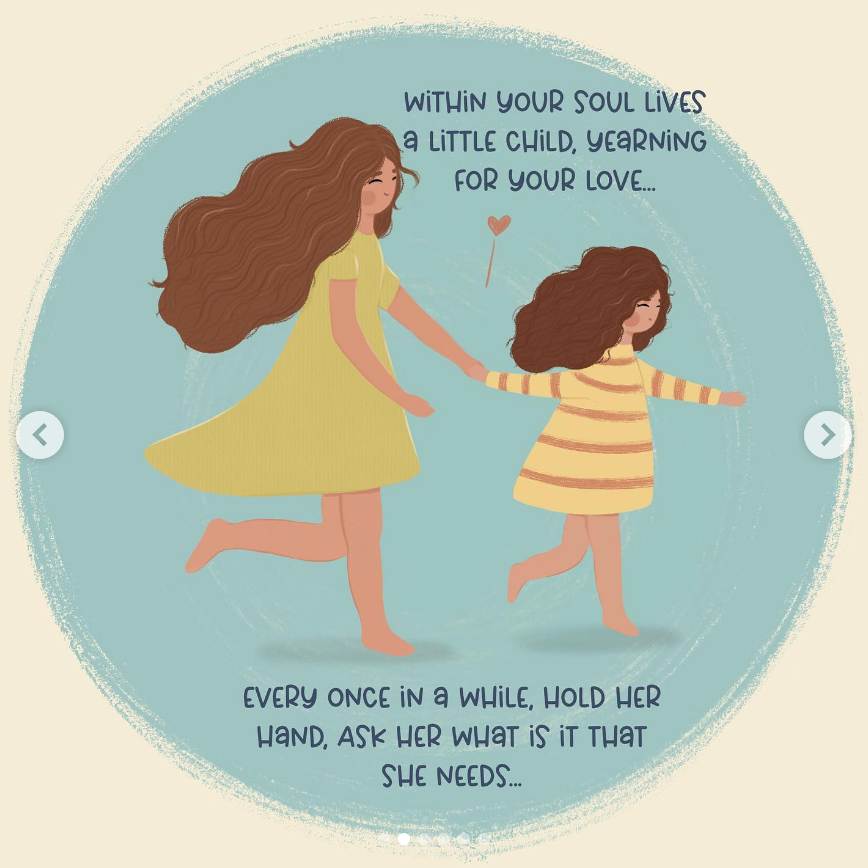 WITHIN YOUR SOUL LIVES
A LITTLE CHILD, YEARNING
FOR YOUR LOVE...
EVERY ONCE IN A WHILE, HOLD HER
HAND, ASK HER WHAT IS IT THAT
SHE NEEDS...